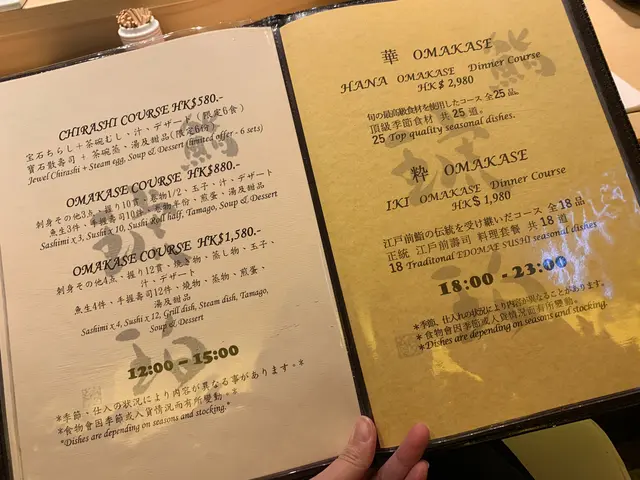 CHIRASHI COURSE HK$580.-
宝石ちらし＋茶碗むし、汁、デザート (限定6食)
寶石散壽司 + 茶碗蒸、湯及甜品(限定6份)
Jewel Chirashi + Steam egg, Soup & Dessert (limited offer - 6 sets)
OMAKASE COURSE HK$880.-
刺身その他3点、握り10貫、巻物1/2、玉子、汁、デザート
魚生3件、手握壽司10件、卷物年份、煎蛋、湯及甜品
Sashimi x 3, Sushi x 10, Sushi Roll half, Tamago, Soup & Dessert
OMAKASE COURSE HK$1,580.-
刺身その他4点、握り12貫、焼き物、蒸し物、玉子、
汁、デザート
魚生4件、手握壽司12件、燒物、蒸物、煎蛋、
湯及甜品
Sashimi x 4, Sushi x 12, Grill dish, Steam dish, Tamago,
Soup & Dessert
12:00 - 15:00
*季節、仕入の状況により内容が異なる事があります。*
*食物會因季節或入貨情況而有所變動。*
*Dishes are depending on seasons and stocking.*
華 OMAKASE
HANA OMAKASE Dinner Course
HK$ 2,980
旬の最高級食材を使用したコース 全25品。
頂級季節食材 共25道。
25 Top quality seasonal dishes.
粋 OMAKASE
IKI OMAKASE Dinner Course
HK$ 1,980
江戸前鮨の伝統を受け継いだコース 全18品
正統 江戸前壽司 料理套餐 共18道
18 Traditonal EDOMAE SUSHI seasonal dishes
18:00 - 23:00
*季節、仕入れの状況により内容が異なることがあります。
*食物會因季節或入貨情況而有所變動。
*Dishes are depending on seasons and stocking.